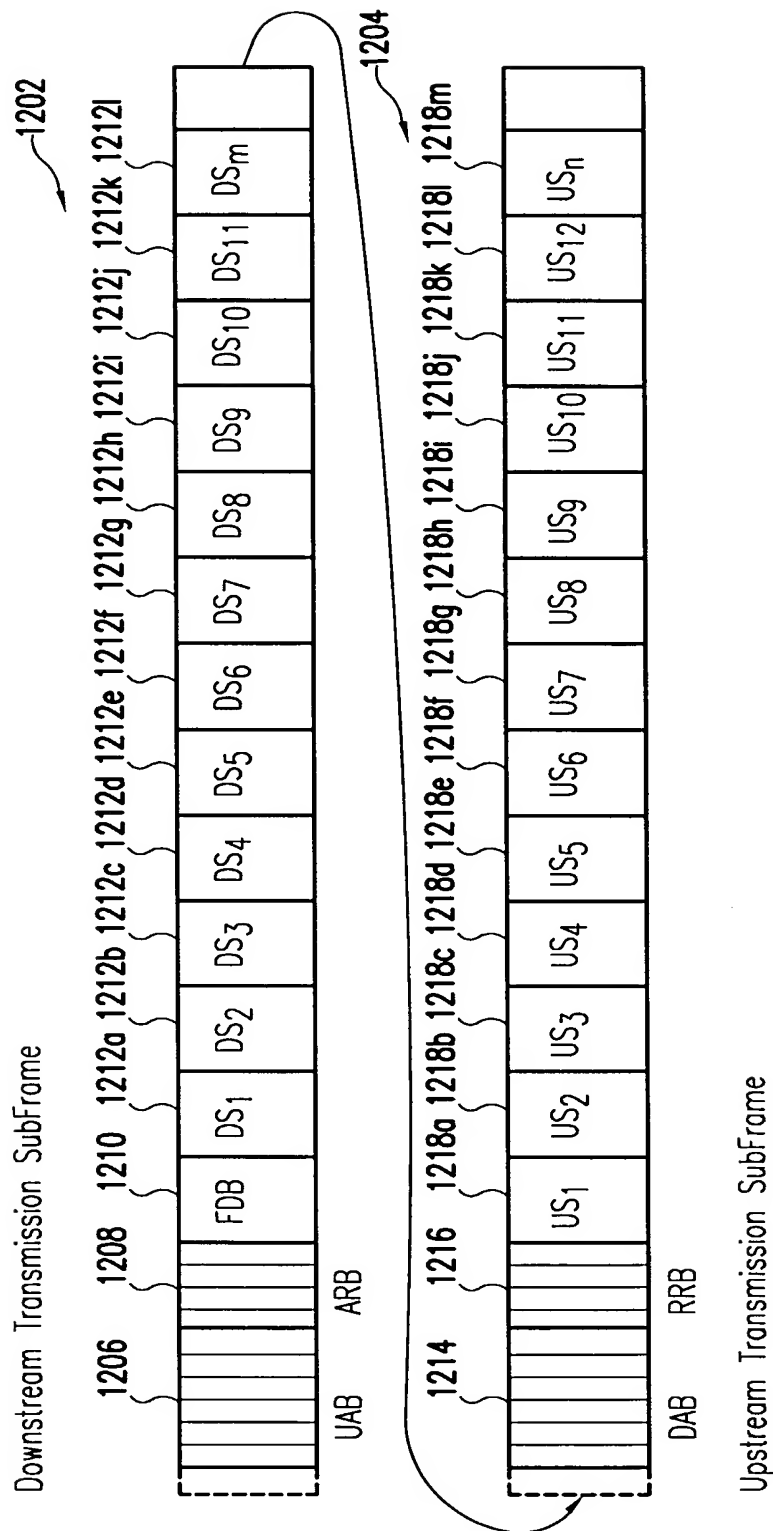 Downstream Transmission SubFrame
1202
1206 1208 1210 1212a 1212b 1212c 1212d 1212e 1212f 1212g 1212h 1212i 1212j 1212k 1212l
FDB DS1 DS2 DS3 DS4 DS5 DS6 DS7 DS8 DS9 DS10 DS11 DSm
UAB ARB
1204
1214 1216 1218a 1218b 1218c 1218d 1218e 1218f 1218g 1218h 1218i 1218j 1218k 1218l 1218m
US1 US2 US3 US4 US5 US6 US7 US8 US9 US10 US11 US12 USn
DAB RRB
Upstream Transmission SubFrame